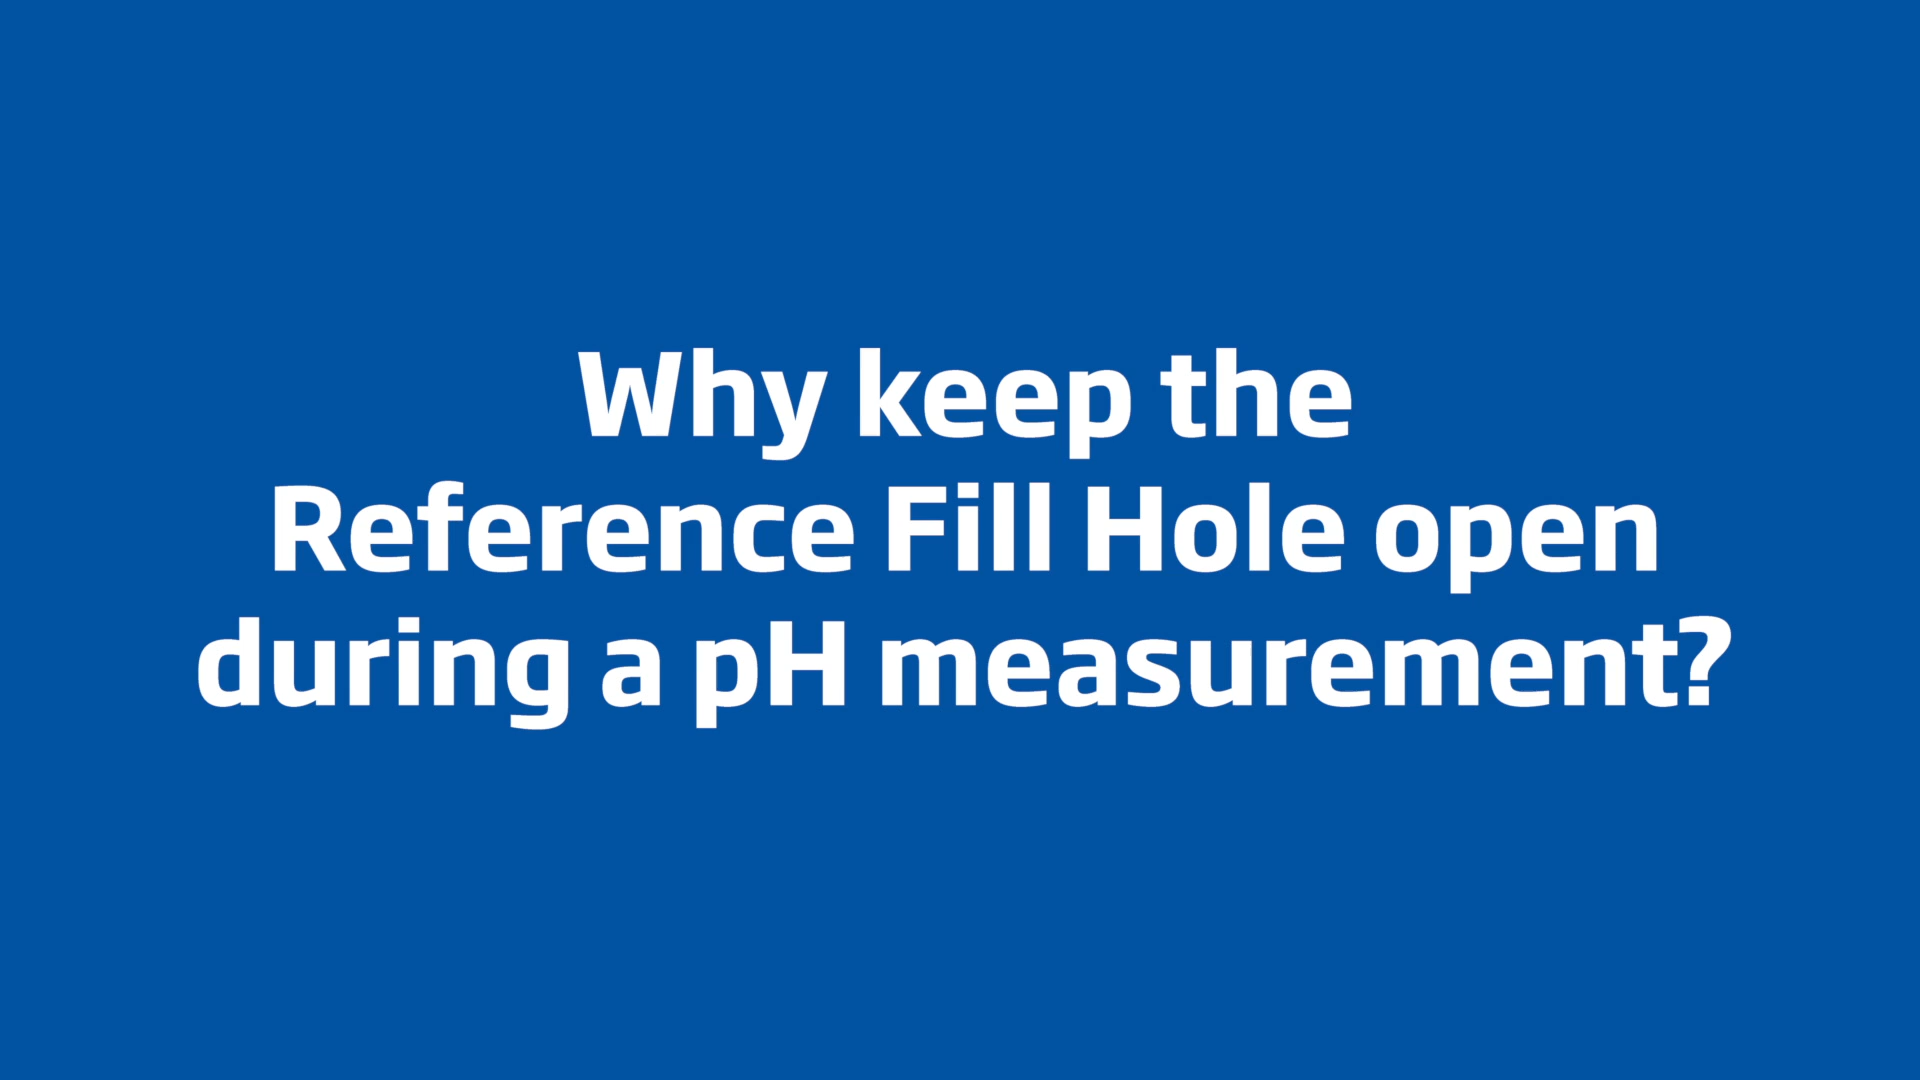 Why keep the
Reference Fill Hole open
during a pH measurement?